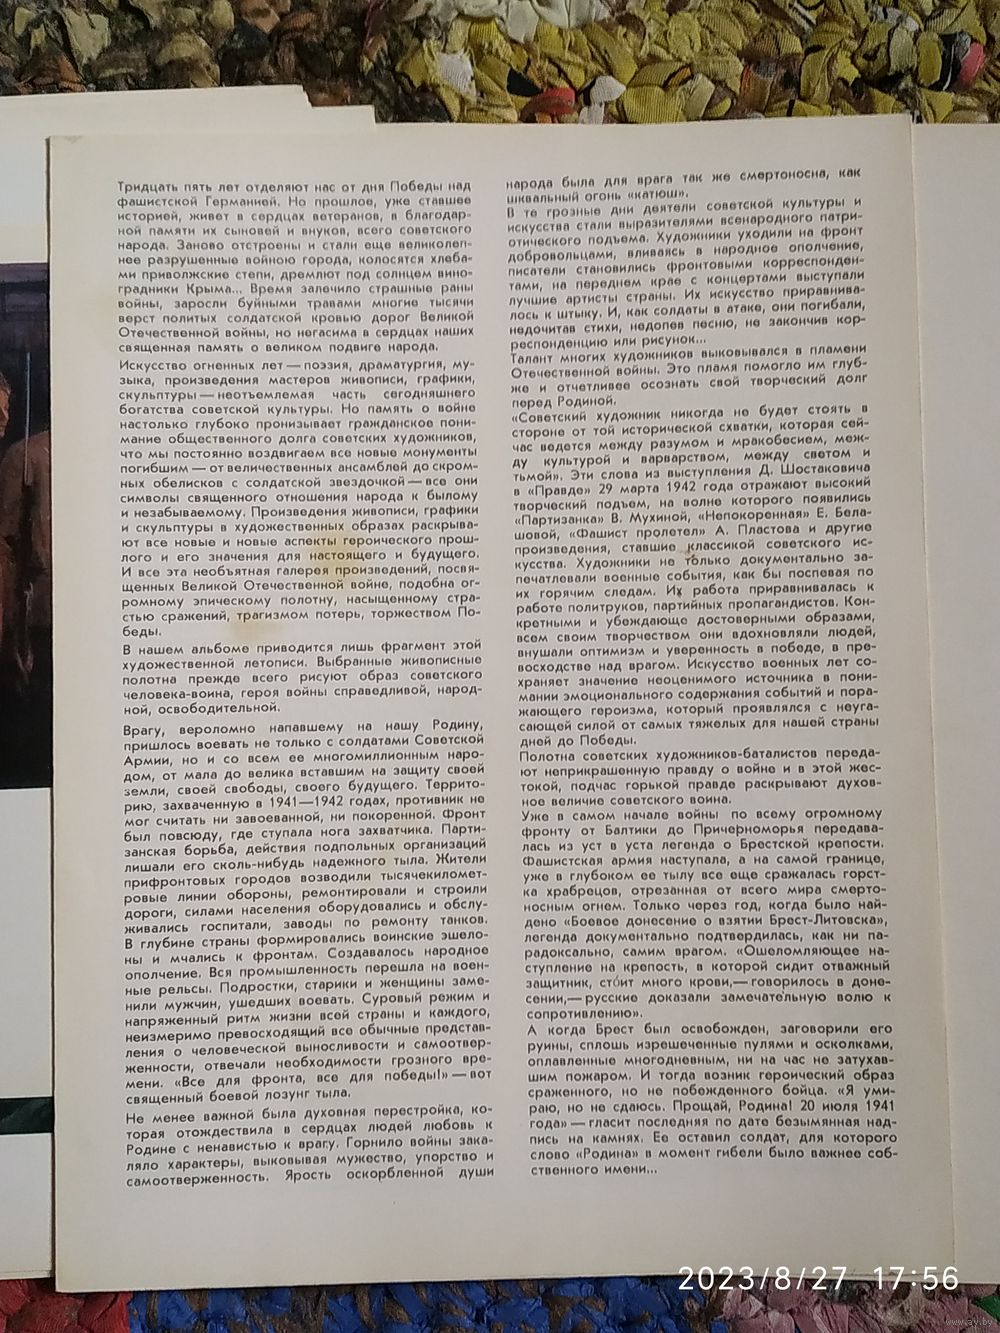 Тридцать пять лет отделяют нас от дня Победы над
фашистской Германией. Но прошлое, уже ставшее
историей, живет в сердцах ветеранов, в благодар-
ной памяти их сыновей и внуков, всего советского
народа. Заново отстроены и стали еще великолеп-
нее разрушенные войною города, колосятся хлеба-
ми приволжские степи, дремлют под солнцем вино-
градники Крыма... Время залечило страшные раны
войны, заросли буйными травами многие тысячи
верст политых солдатской кровью дорог Великой
Отечественной войны, но негасима в сердцах наших
священная память о великом подвиге народа.
Искусство огненных лет — поэзия, драматургия, му-
зыка, произведения мастеров живописи, графики,
скульптуры — неотъемлемая часть сегодняшнего
богатства советской культуры. Но память о войне
настолько глубоко пронизывает гражданское пони-
мание общественного долга советских художников,
что мы постоянно воздвигаем все новые монументы
погибшим — от величественных ансамблей до скром-
ных обелисков с солдатской звездочкой — все они
символы священного отношения народа к былому
и незабываемому. Произведения живописи, графики
и скульптуры в художественных образах раскрыва-
ют все новые и новые аспекты героического прош-
лого и его значения для настоящего и будущего.
И все эта необъятная галерея произведений, посвя-
щенных Великой Отечественной войне, подобна ог-
ромному эпическому полотну, насыщенному стра-
стью сражений, трагизмом потерь, торжеством По-
беды.
В нашем альбоме приводится лишь фрагмент этой
художественной летописи. Выбранные живописные
полотна прежде всего рисуют образ советского
человека-воина, героя войны справедливой, народ-
ной, освободительной.
Врагу, вероломно напавшему на нашу Родину,
пришлось воевать не только с солдатами Советской
Армии, но и со всем ее многомиллионным наро-
дом, от мала до велика вставшим на защиту своей
земли, своей свободы, своего будущего. Террито-
рию, захваченную в 1941—1942 годах, противник не
мог считать ни завоеванной, ни покоренной. Фронт
был повсюду, где ступала нога захватчика. Парти-
занская борьба, действия подпольных организаций
лишали его сколь-нибудь надежного тыла. Жители
прифронтовых городов возводили тысячекиломет-
ровые линии обороны, ремонтировали и строили
дороги, силами населения оборудовались и обслу-
живались госпитали, заводы по ремонту танков.
В глубине страны формировались воинские эшело-
ны и мчались к фронтам. Создавалось народное
ополчение. Вся промышленность перешла на воен-
ные рельсы. Подростки, старики и женщины заме-
нили мужчин, ушедших воевать. Суровый режим и
напряженный ритм жизни всей страны и каждого,
неизмеримо превосходящий все обычные представ-
ления о человеческой выносливости и самоотвер-
женности, отвечали необходимости грозного вре-
мени. «Все для фронта, все для победы!» — вот
священный боевой лозунг тыла.
Не менее важной была духовная перестройка, ко-
торая отождествила в сердцах людей любовь к
Родине с ненавистью к врагу. Горнило войны зака-
ляло характеры, выковывая мужество, упорство и
самоотверженность. Ярость оскорбленной души
народа была для врага так же смертоносна, как
шквальный огонь «катюш».
В те грозные дни деятели советской культуры и
искусства стали выразителями всенародного патри-
отического подъема. Художники уходили на фронт
добровольцами, вливаясь в народное ополчение,
писатели становились фронтовыми корреспонден-
тами, на переднем крае с концертами выступали
лучшие артисты страны. Их искусство приравнива-
лось к штыку. И, как солдаты в атаке, они погибали,
недочитав стихи, недопев песню, не закончив кор-
респонденцию или рисунок...
Талант многих художников выковывался в пламени
Отечественной войны. Это пламя помогло им глуб-
же и отчетливее осознать свой творческий долг
перед Родиной.
«Советский художник никогда не будет стоять в
стороне от той исторической схватки, которая сей-
час ведется между разумом и мракобесием, меж-
ду культурой и варварством, между светом и
тьмой». Эти слова из выступления Д. Шостаковича
в «Правде» 29 марта 1942 года отражают высокий
творческий подъем, на волне которого появились
«Партизанка» В. Мухиной, «Непокоренная» Е. Бела-
шовой, «Фашист пролетел» А. Пластова и другие
произведения, ставшие классикой советского ис-
кусства. Художники не только документально за-
печатлевали военные события, как бы поспевая по
их горячим следам. Их работа приравнивалась к
работе политруков, партийных пропагандистов. Кон-
кретными и убеждающе достоверными образами,
всем своим творчеством они вдохновляли людей,
внушали оптимизм и уверенность в победе, в пре-
восходстве над врагом. Искусство военных лет со-
храняет значение неоценимого источника в пони-
мании эмоционального содержания событий и пора-
жающего героизма, который проявлялся с неуга-
сающей силой от самых тяжелых для нашей страны
дней до Победы.
Полотна советских художников-баталистов переда-
ют неприкрашенную правду о войне и в этой жес-
токой, подчас горькой правде раскрывают духов-
ное величие советского воина.
Уже в самом начале войны по всему огромному
фронту от Балтики до Причерноморья передава-
лась из уст в уста легенда о Брестской крепости.
Фашистская армия наступала, а на самой границе,
уже в глубоком ее тылу все еще сражалась горст-
ка храбрецов, отрезанная от всего мира смерто-
носным огнем. Только через год, когда было най-
дено «Боевое донесение о взятии Брест-Литовска»,
легенда документально подтвердилась, как ни па-
радоксально, самим врагом. «Ошеломляющее на-
ступление на крепость, в которой сидит отважный
защитник, стоит много крови,— говорилось в доне-
сении,— русские доказали замечательную волю к
сопротивлению».
А когда Брест был освобожден, заговорили его
руины, сплошь изрешеченные пулями и осколками,
оплавленные многодневным, ни на час не затухав-
шим пожаром. И тогда возник героический образ
сраженного, но не побежденного бойца. «Я уми-
раю, но не сдаюсь. Прощай, Родина! 20 июля 1941
года» — гласит последняя по дате безымянная над-
пись на камнях. Ее оставил солдат, для которого
слово «Родина» в момент гибели было важнее соб-
ственного имени...
2023/8/27 17:56
www.ay.by